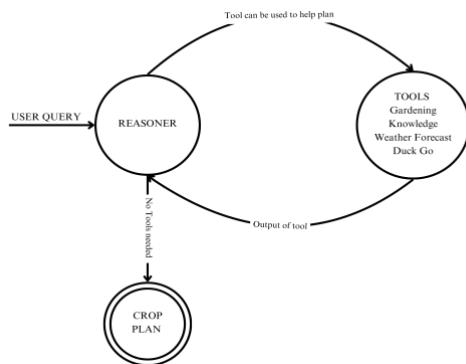 Tool can be used to help plan
USER QUERY
REASONER
TOOLS
Gardening
Knowledge
Weather Forecast
Duck Go
No Tools needed
Output of tool
CROP
PLAN